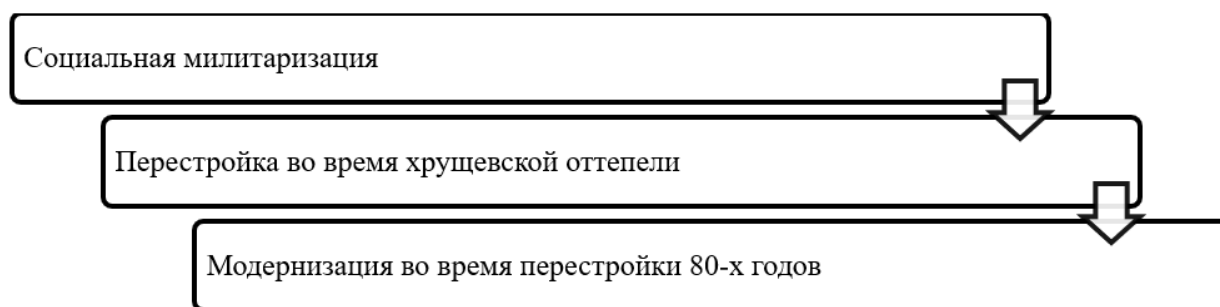 Социальная милитаризация
Перестройка во время хрущевской оттепели
Модернизация во время перестройки 80-х годов